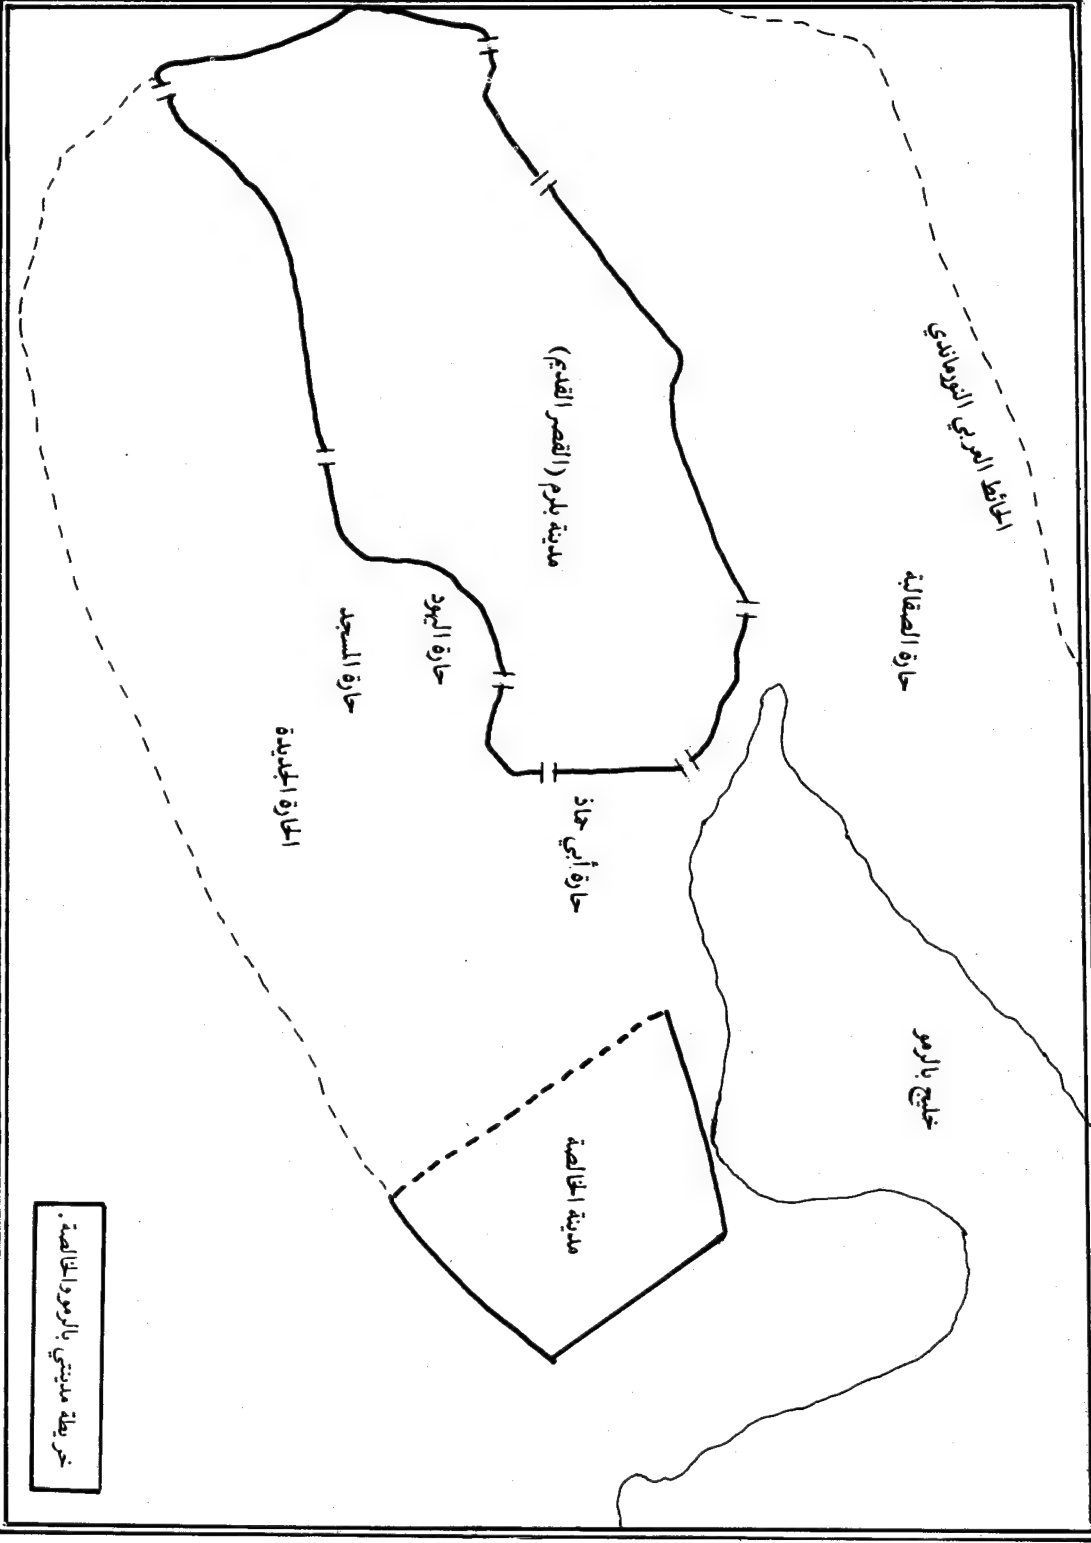 الحائط العربي النورماندي
حارة الصقالبة
خليج بالرمو
مدينة بلرم (القصر القديم)
حارة اليهود
حارة المسجد
الحارة الجديدة
حارة أبي حماذ
مدينة الخالصة
خريطة مدينتي بالرمو والخالصة.